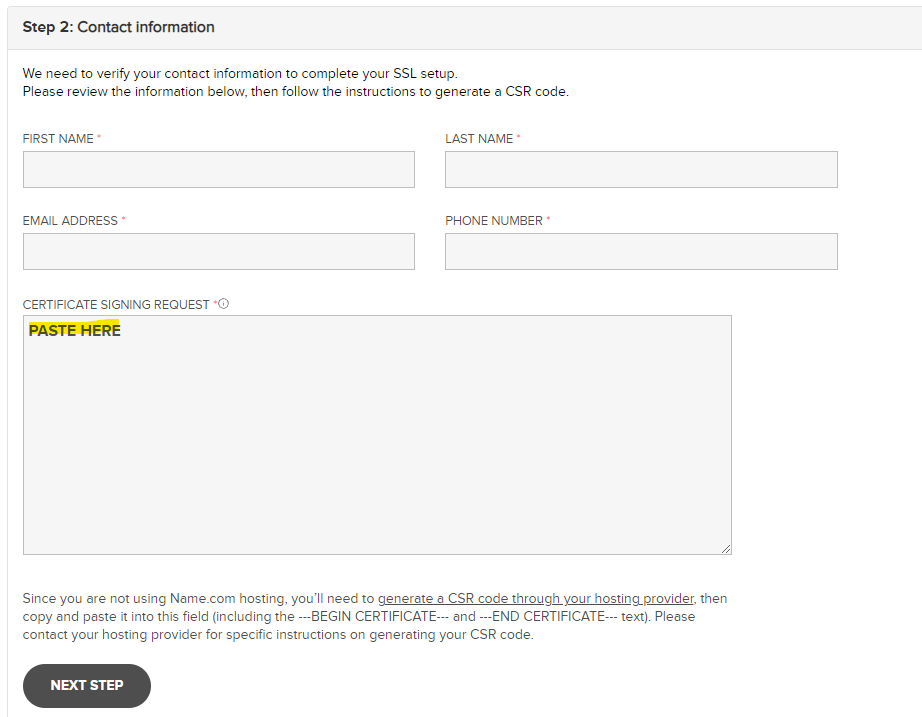 Step 2: Contact information
We need to verify your contact information to complete your SSL setup.
Please review the information below, then follow the instructions to generate a CSR code.
FIRST NAME *
LAST NAME *
EMAIL ADDRESS *
PHONE NUMBER *
CERTIFICATE SIGNING REQUEST *
PASTE HERE
Since you are not using Name.com hosting, you'll need to generate a CSR code through your hosting provider, then
copy and paste it into this field (including the ---BEGIN CERTIFICATE--- and ---END CERTIFICATE--- text). Please
contact your hosting provider for specific instructions on generating your CSR code.
NEXT STEP